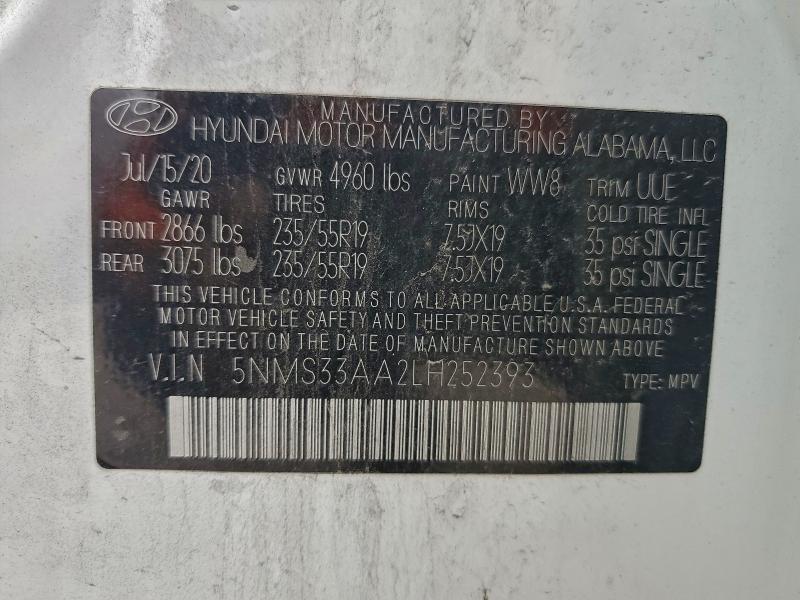 MANUFACTURED BY
HYUNDAI MOTOR MANUFACTURING ALABAMA, LLC
Jul/15/20 GVWR 4960 lbs PAINT WW8 TRIM UUE
GAWR TIRES RIMS COLD TIRE INFL
FRONT 2866 lbs 235/55R19 7.5JX19 35 psi SINGLE
REAR 3075 lbs 235/55R19 7.5JX19 35 psi SINGLE
THIS VEHICLE CONFORMS TO ALL APPLICABLE U.S.A. FEDERAL
MOTOR VEHICLE SAFETY AND THEFT PREVENTION STANDARDS
IN EFFECT ON THE DATE OF MANUFACTURE SHOWN ABOVE.
V.I.N 5NMS33AA2LH252393 TYPE: MPV